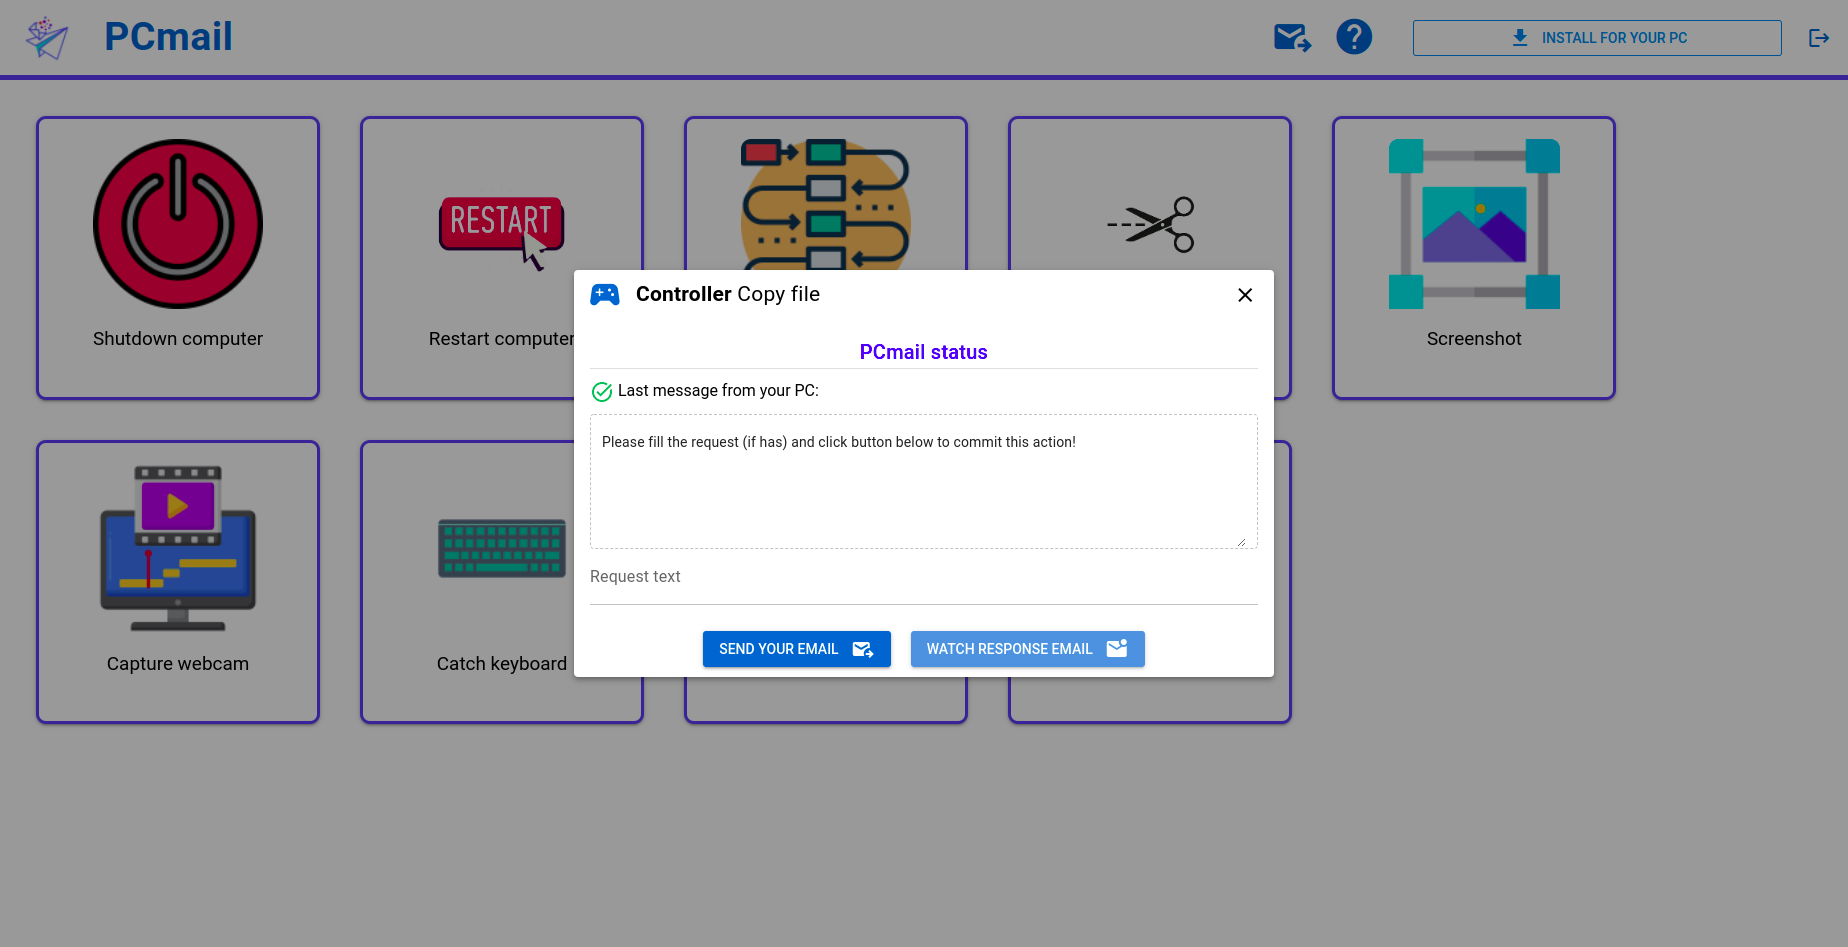 PCmail
INSTALL FOR YOUR PC
RESTART
Shutdown computer
Restart computer
Screenshot
Controller Copy file
PCmail status
Last message from your PC:
Please fill the request (if has) and click button below to commit this action!
Request text
SEND YOUR EMAIL
WATCH RESPONSE EMAIL
Capture webcam
Catch keyboard